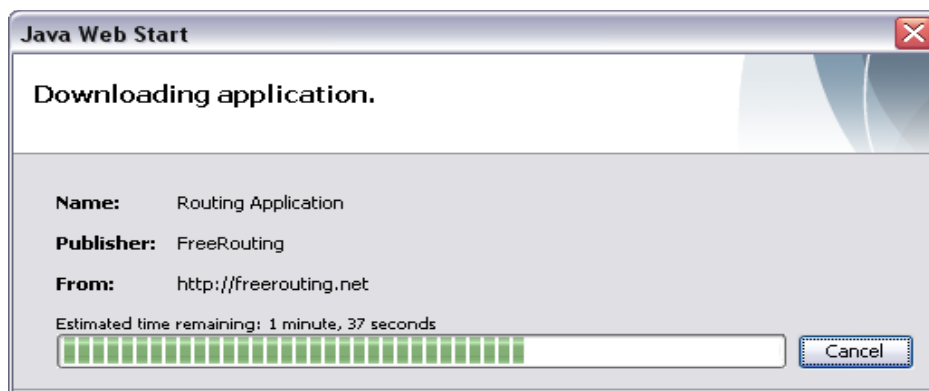 Java Web Start
Downloading application.
Name: Routing Application
Publisher: FreeRouting
From: http://freerouting.net
Estimated time remaining: 1 minute, 37 seconds
Cancel